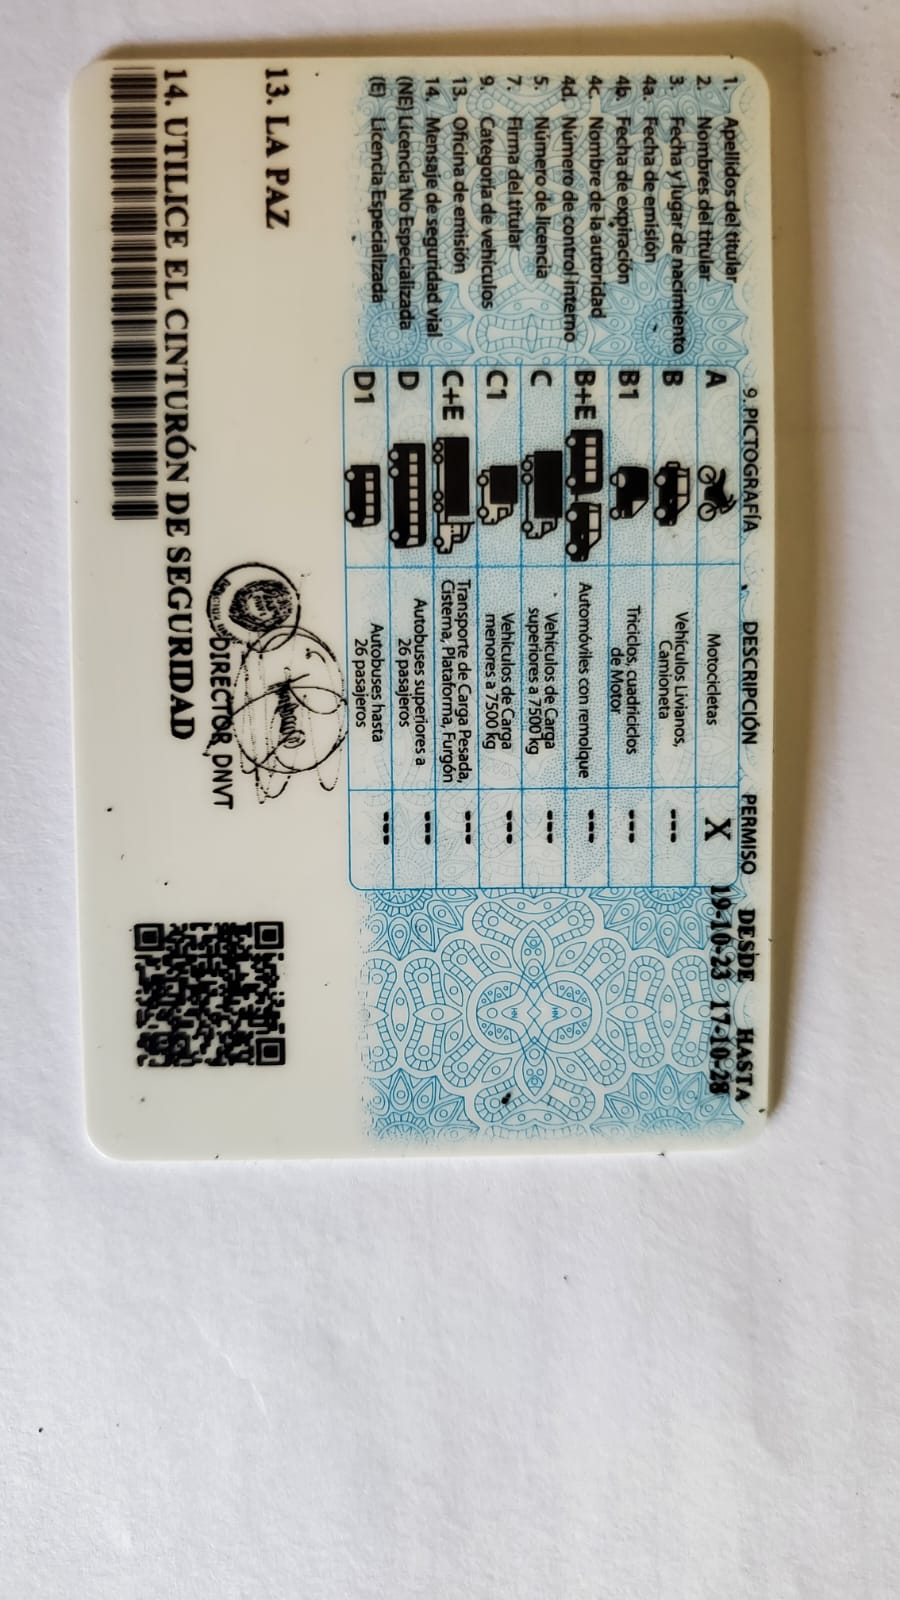 1. Apellidos del titular
2. Nombres del titular
3. Fecha y lugar de nacimiento
4a. Fecha de emisión
4b. Fecha de expiración
4c. Nombre de la autoridad
4d. Número de control interno
5. Número de licencia
7. Firma del titular
9. Categoría de vehículos
13. Oficina de emisión
14. Mensaje de seguridad vial
(NE) Licencia No Especializada
(E) Licencia Especializada
9. PICTOGRAFÍA DESCRIPCIÓN PERMISO DESDE HASTA
A Motocicletas X 19-10-23 17-10-28
B Vehículos Livianos, Camioneta ---
B1 Triciclos, cuadriciclos de Motor ---
B+E Automóviles con remolque ---
C Vehículos de Carga superiores a 7500 kg ---
C1 Vehículos de Carga menores a 7500 kg ---
C+E Transporte de Carga Pesada, Cisterna, Plataforma, Furgón ---
D Autobuses superiores a 26 pasajeros ---
D1 Autobuses hasta 26 pasajeros ---
13. LA PAZ
DIRECTOR DNVT
14. UTILICE EL CINTURÓN DE SEGURIDAD